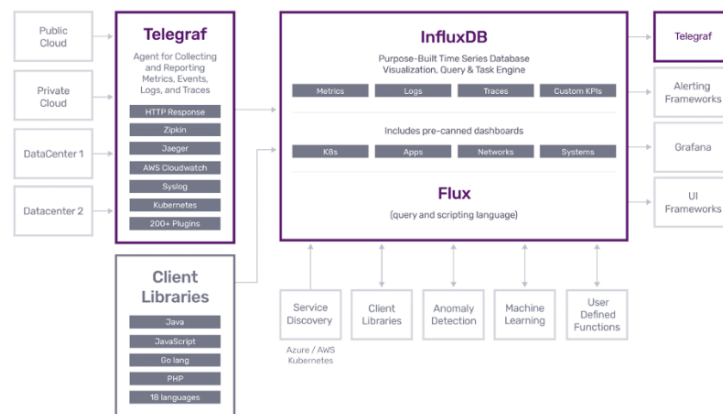 Public
Cloud
Private
Cloud
DataCenter 1
Datacenter 2
Telegraf
Agent for Collecting
and Reporting
Metrics, Events,
Logs, and Traces
HTTP Response
Zipkin
Jaeger
AWS Cloudwatch
Syslog
Kubernetes
200+ Plugins
Client
Libraries
Java
JavaScript
Go lang
PHP
18 languages
InfluxDB
Purpose-Built Time Series Database
Visualization, Query & Task Engine
Metrics
Logs
Traces
Custom KPIs
Includes pre-canned dashboards
K8s
Apps
Networks
Systems
Flux
(query and scripting language)
Service
Discovery
Azure / AWS
Kubernetes
Client
Libraries
Anomaly
Detection
Machine
Learning
User
Defined
Functions
Telegraf
Alerting
Frameworks
Grafana
UI
Frameworks